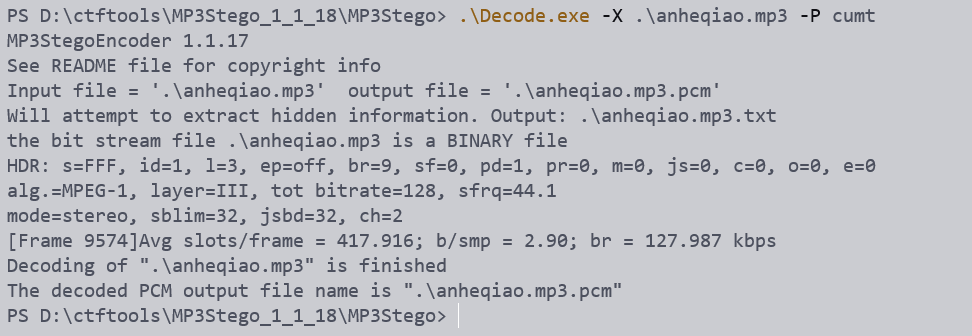 PS D:\ctftools\MP3Stego_1_1_18\MP3Stego> .\Decode.exe -X .\anheqiao.mp3 -P cumt
MP3StegoEncoder 1.1.17
See README file for copyright info
Input file = '.\anheqiao.mp3'  output file = '.\anheqiao.mp3.pcm'
Will attempt to extract hidden information. Output: .\anheqiao.mp3.txt
the bit stream file .\anheqiao.mp3 is a BINARY file
HDR: s=FFF, id=1, l=3, ep=off, br=9, sf=0, pd=1, pr=0, m=0, js=0, c=0, o=0, e=0
alg.=MPEG-1, layer=III, tot bitrate=128, sfrq=44.1
mode=stereo, sblim=32, jsbd=32, ch=2
[Frame 9574]Avg slots/frame = 417.916; b/smp = 2.90; br = 127.987 kbps
Decoding of ".\anheqiao.mp3" is finished
The decoded PCM output file name is ".\anheqiao.mp3.pcm"
PS D:\ctftools\MP3Stego_1_1_18\MP3Stego>